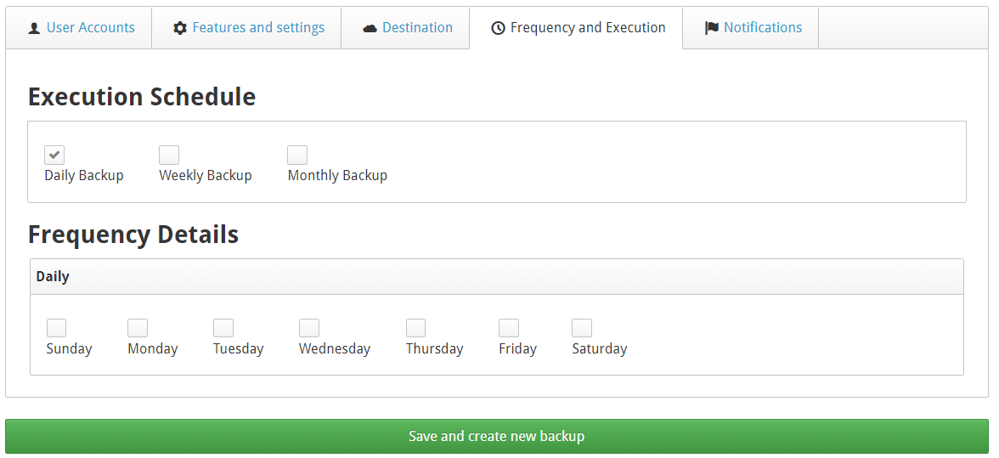 User Accounts Features and settings Destination Frequency and Execution Notifications
Execution Schedule
Daily Backup Weekly Backup Monthly Backup
Frequency Details
Daily
Sunday Monday Tuesday Wednesday Thursday Friday Saturday
Save and create new backup